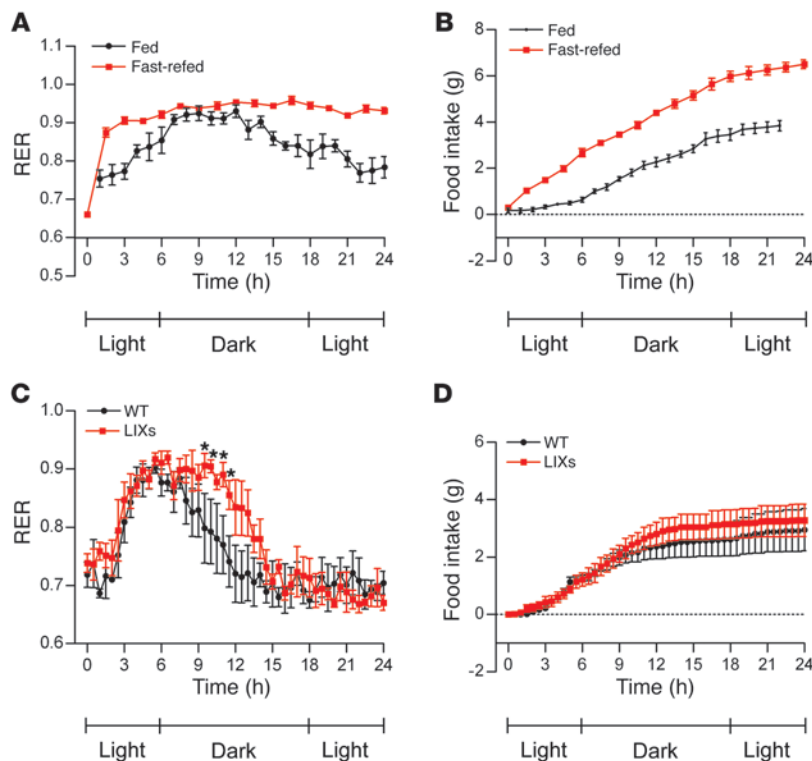 A
Fed
Fast-refed
1.1
1.0
0.9
0.8
0.7
0.6
0.5
RER
0 3 6 9 12 15 18 21 24
Time (h)
Light Dark Light
B
Fed
Fast-refed
8
6
4
2
0
-2
Food intake (g)
0 3 6 9 12 15 18 21 24
Time (h)
Light Dark Light
C
WT
LIXs
1.0
0.9
0.8
0.7
0.6
RER
* * * *
0 3 6 9 12 15 18 21 24
Time (h)
Light Dark Light
D
WT
LIXs
6
4
2
0
-2
Food intake (g)
0 3 6 9 12 15 18 21 24
Time (h)
Light Dark Light